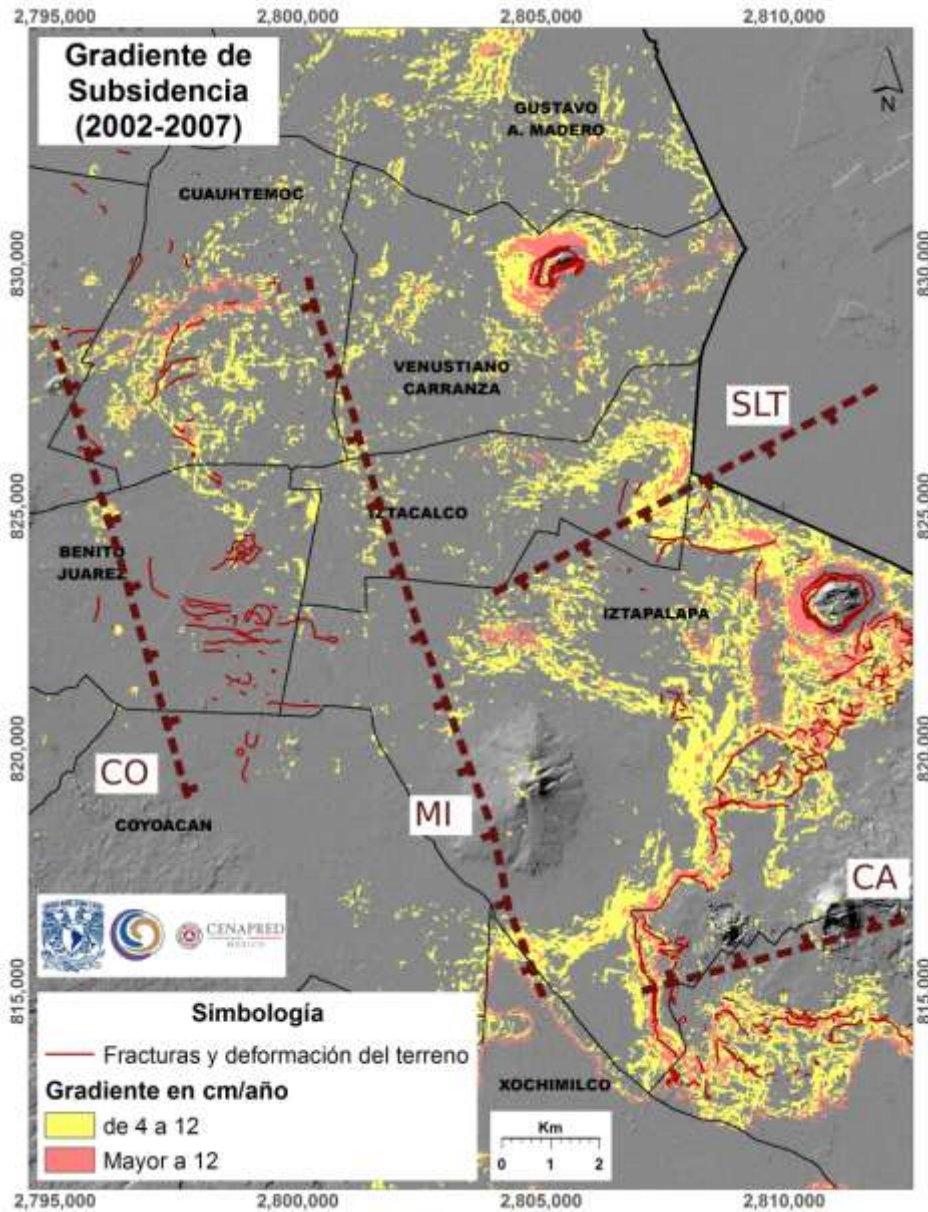 2,795,000 2,800,000 2,805,000 2,810,000
Gradiente de
Subsidencia
(2002-2007)
N
GUSTAVO
A. MADERO
CUAUHTEMOC
830,000
830,000
VENUSTIANO
CARRANZA
SLT
825,000
825,000
IZTACALCO
BENITO
JUAREZ
IZTAPALAPA
820,000
820,000
CO
MI
COYOACAN
CA
CENAPRED
MÉXICO
815,000
815,000
Simbología
Fracturas y deformación del terreno
Gradiente en cm/año
de 4 a 12
Mayor a 12
XOCHIMILCO
Km
0 1 2
2,795,000 2,800,000 2,805,000 2,810,000